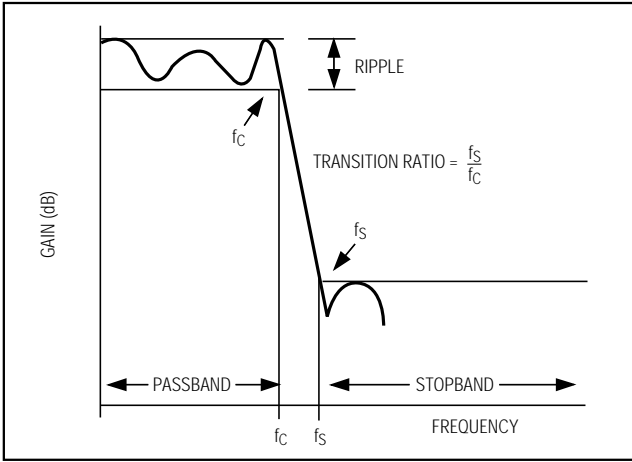 RIPPLE
fC
TRANSITION RATIO = fS
fC
fS
GAIN (dB)
PASSBAND
STOPBAND
fC
fS
FREQUENCY